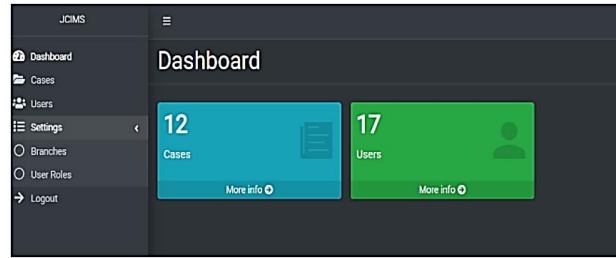 JCIMS
Dashboard
Cases
Users
Settings
Branches
User Roles
Logout
Dashboard
12
Cases
More info
17
Users
More info